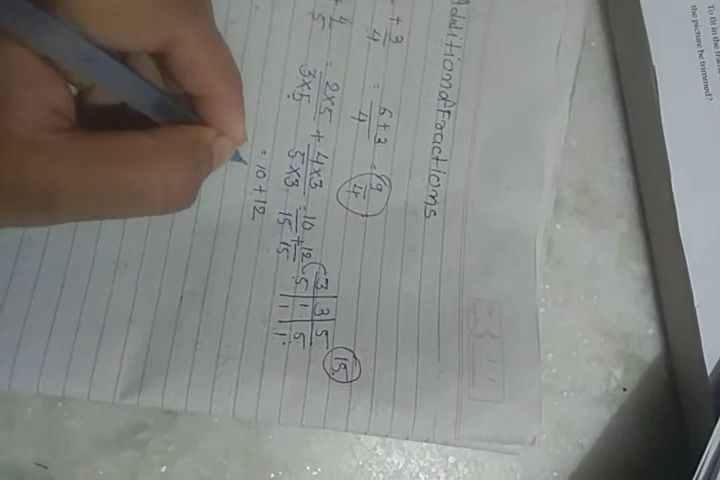 To fit in the
the picture be trimmed?
Addition of Fractions
+ 3/4 = 6+3/4 = 9/4
+ 4/5 = 2×5/3×5 + 4×3/5×3 = 10/15 + 12/15
3 | 3 | 5
5 | 1 | 5
1 | 1
15
= 10+12